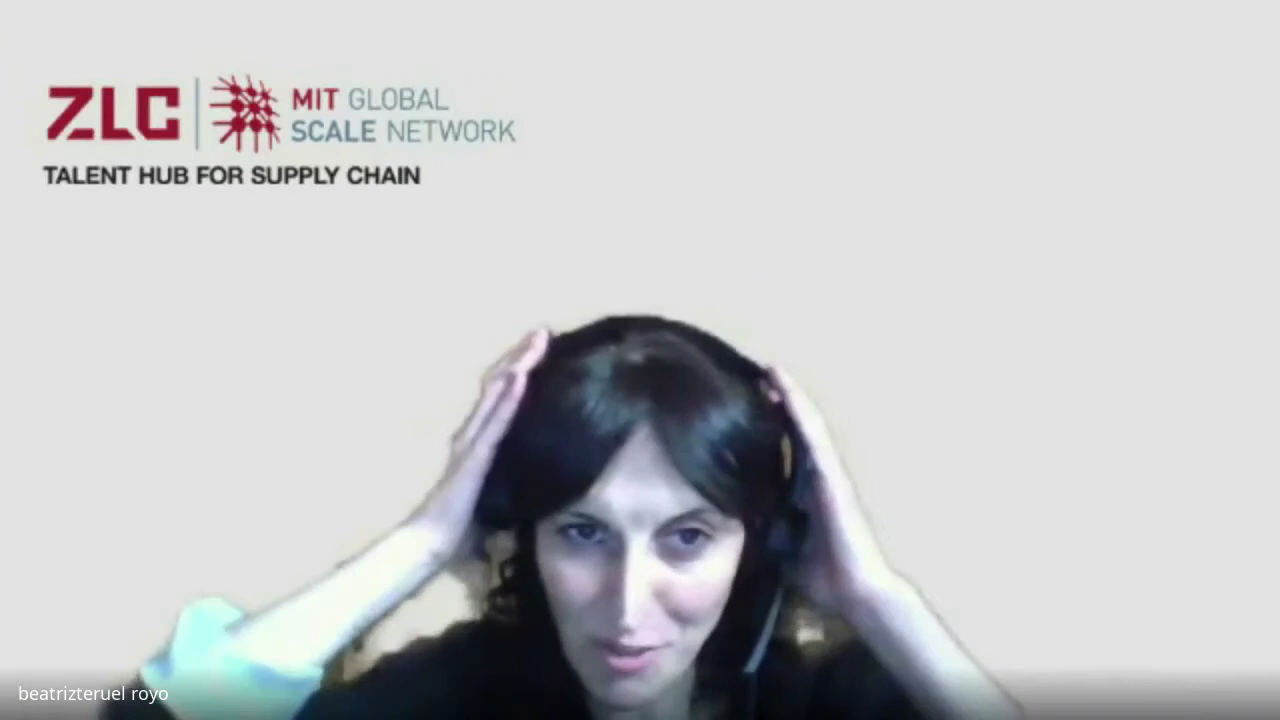 ZLC MIT GLOBAL
SCALE NETWORK
TALENT HUB FOR SUPPLY CHAIN
beatrizteruel royo